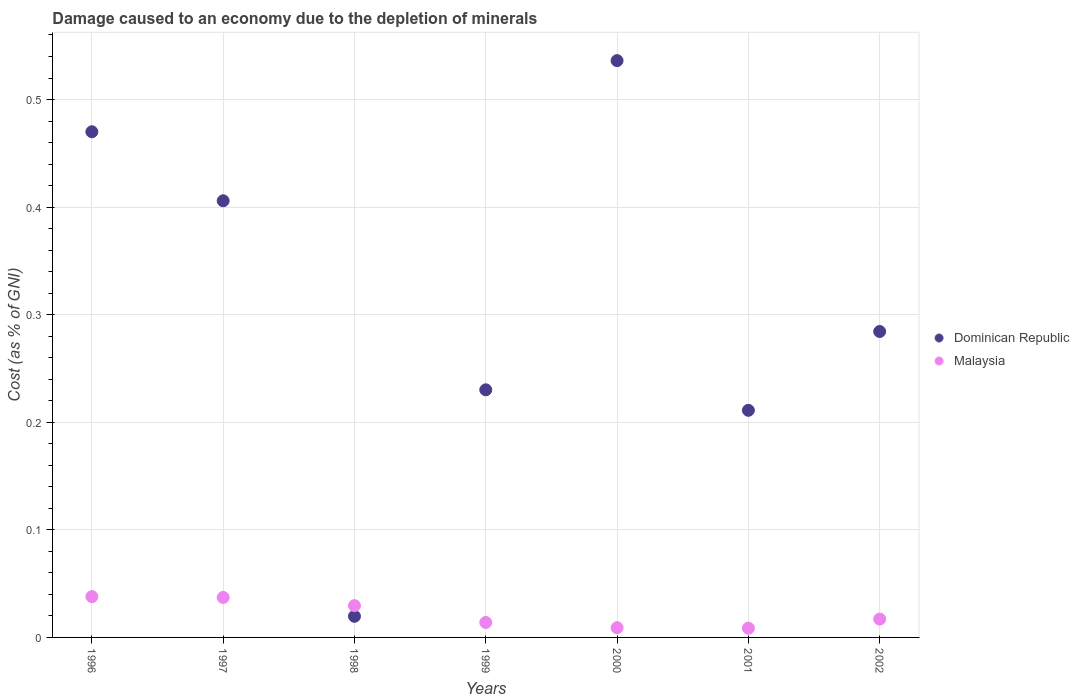 Damage caused to an economy due to the depletion of minerals
Cost (as % of GNI)
0.5
0.4
0.3
0.2
0.1
0
1996
1997
1998
1999
2000
2001
2002
Years
Dominican Republic
Malaysia